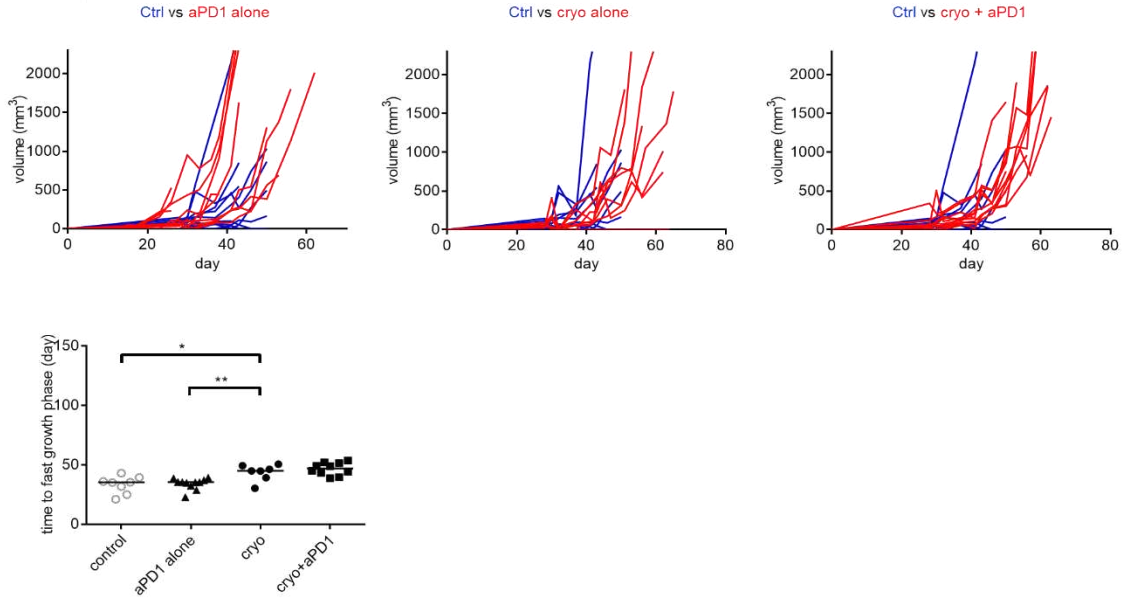 Ctrl vs aPD1 alone
volume (mm³)
2000
1500
1000
500
0
0 20 40 60
day
Ctrl vs cryo alone
volume (mm³)
2000
1500
1000
500
0
0 20 40 60 80
day
Ctrl vs cryo + aPD1
volume (mm³)
2000
1500
1000
500
0
0 20 40 60 80
day
time to fast growth phase (day)
150
100
50
0
*
**
control
aPD1 alone
cryo
cryo+aPD1